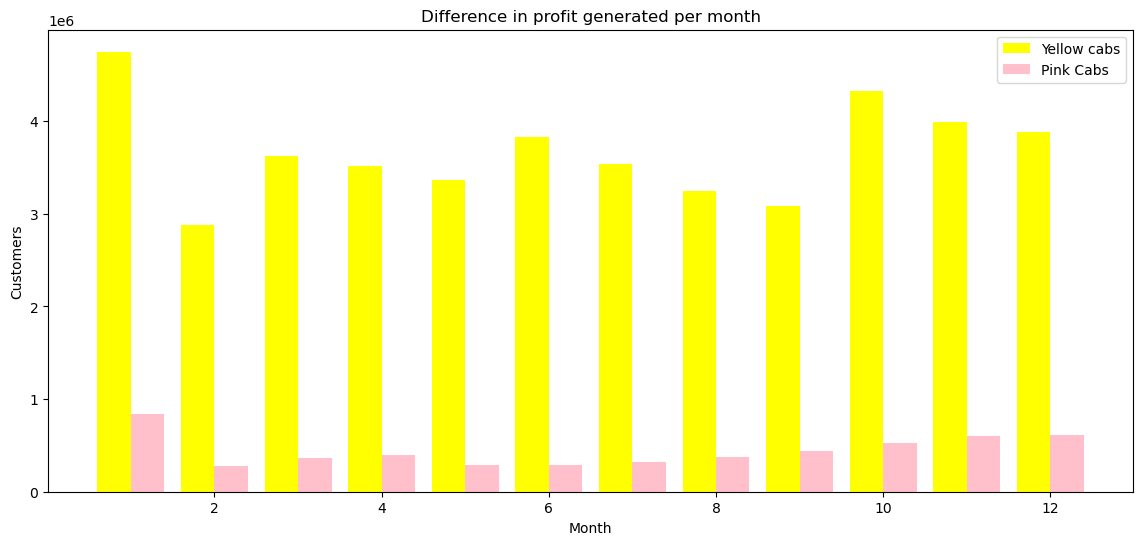 Difference in profit generated per month
1e6
Yellow cabs
Pink Cabs
4
3
2
1
0
Customers
2 4 6 8 10 12
Month